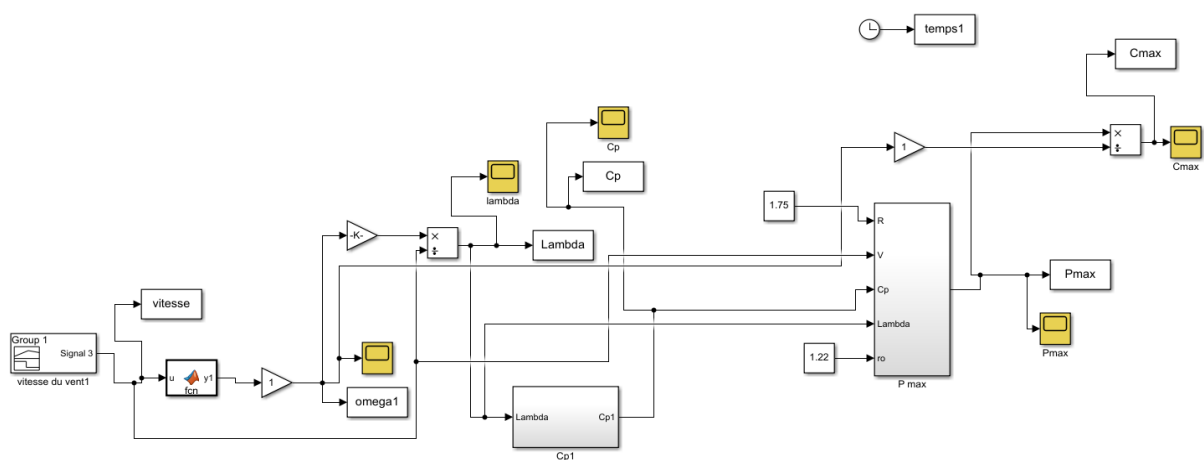 temps1
Cmax
×
÷
Cmax
1
Cp
Cp
lambda
1.75
R
V
Cp
Lambda
ro
P max
-K-
×
÷
Lambda
Pmax
Pmax
vitesse
Group 1
Signal 3
vitesse du vent1
u
y1
fcn
1
omega1
1.22
Lambda
Cp1
Cp1